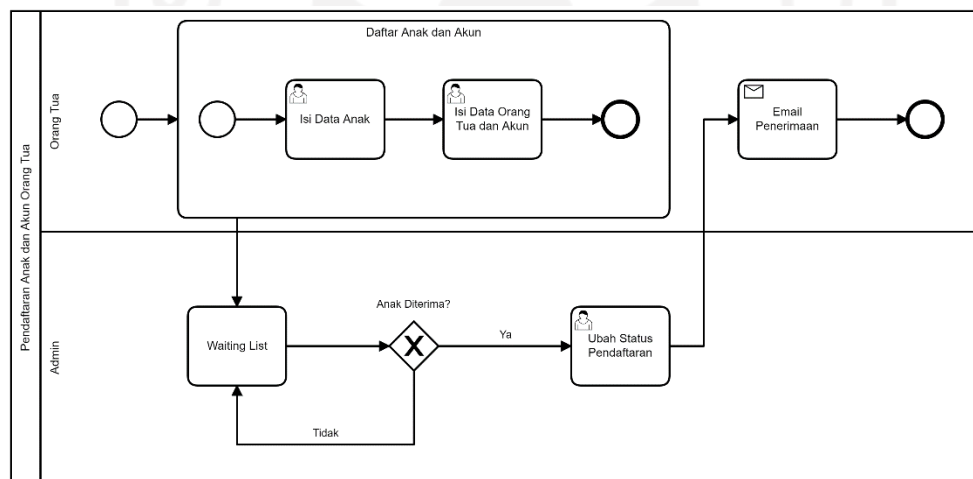 Pendaftaran Anak dan Akun Orang Tua
Orang Tua
Daftar Anak dan Akun
Isi Data Anak
Isi Data Orang
Tua dan Akun
Email
Penerimaan
Admin
Waiting List
Anak Diterima?
Ya
Tidak
Ubah Status
Pendaftaran